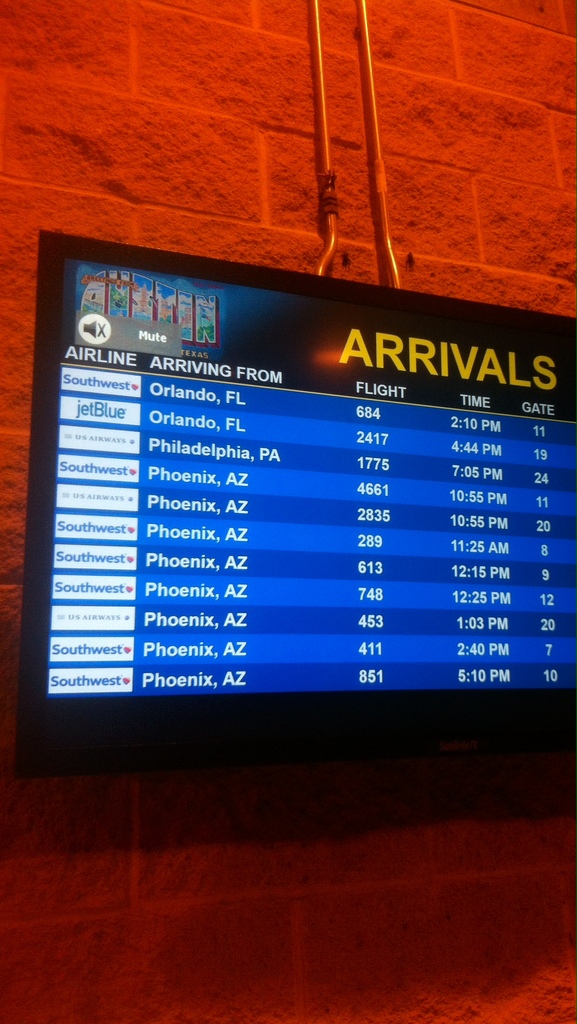 Greetings from
AUSTIN
Mute
TEXAS
ARRIVALS
AIRLINE ARRIVING FROM FLIGHT TIME GATE
Southwest Orlando, FL 684 2:10 PM 11
jetBlue Orlando, FL 2417 4:44 PM 19
US AIRWAYS Philadelphia, PA 1775 7:05 PM 24
Southwest Phoenix, AZ 4661 10:55 PM 11
US AIRWAYS Phoenix, AZ 2835 10:55 PM 20
Southwest Phoenix, AZ 289 11:25 AM 8
Southwest Phoenix, AZ 613 12:15 PM 9
Southwest Phoenix, AZ 748 12:25 PM 12
US AIRWAYS Phoenix, AZ 453 1:03 PM 20
Southwest Phoenix, AZ 411 2:40 PM 7
Southwest Phoenix, AZ 851 5:10 PM 10